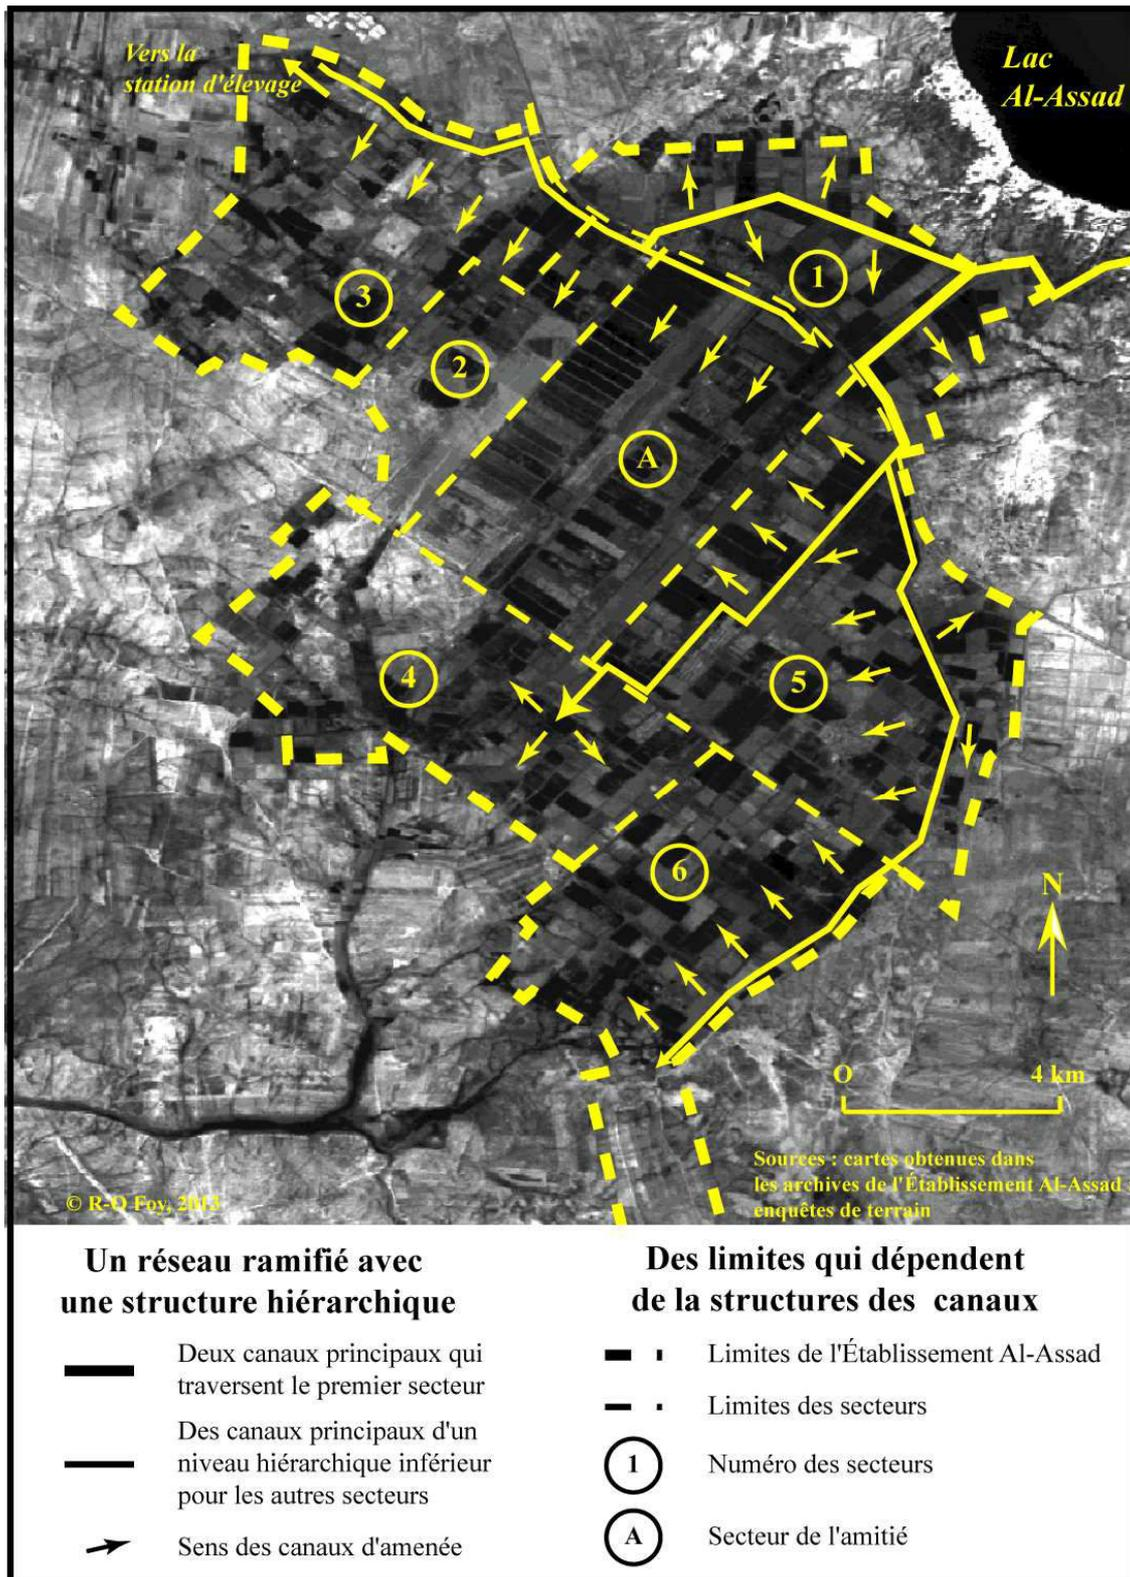 Vers la
station d'élevage
Lac
Al-Assad
1
3
2
A
5
4
6
N
O 4 km
Sources : cartes obtenues dans
les archives de l'Établissement Al-Assad
enquêtes de terrain
© R-O Foy, 2013
Un réseau ramifié avec
une structure hiérarchique
Deux canaux principaux qui
traversent le premier secteur
Des canaux principaux d'un
niveau hiérarchique inférieur
pour les autres secteurs
Sens des canaux d'amenée
Des limites qui dépendent
de la structures des canaux
Limites de l'Établissement Al-Assad
Limites des secteurs
1 Numéro des secteurs
A Secteur de l'amitié